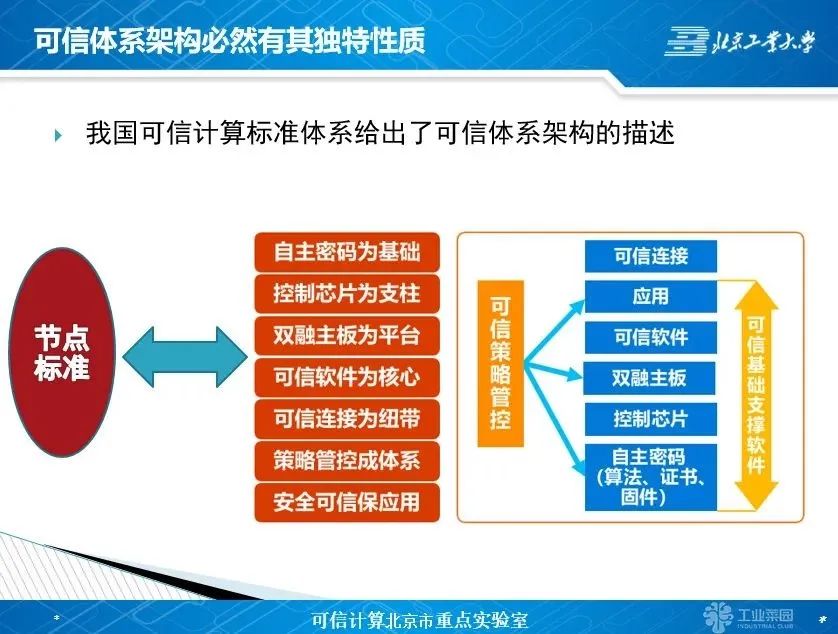 可信体系架构必然有其独特性质
北京工业大学
我国可信计算标准体系给出了可信体系架构的描述
节点
标准
自主密码为基础
控制芯片为支柱
双融主板为平台
可信软件为核心
可信连接为纽带
策略管控成体系
安全可信保应用
可信策略管控
可信连接
应用
可信软件
双融主板
控制芯片
自主密码
(算法、证书、
固件)
可信基础支撑软件
*
可信计算北京市重点实验室
工业菜园
INDUSTRIAL CLUB
*